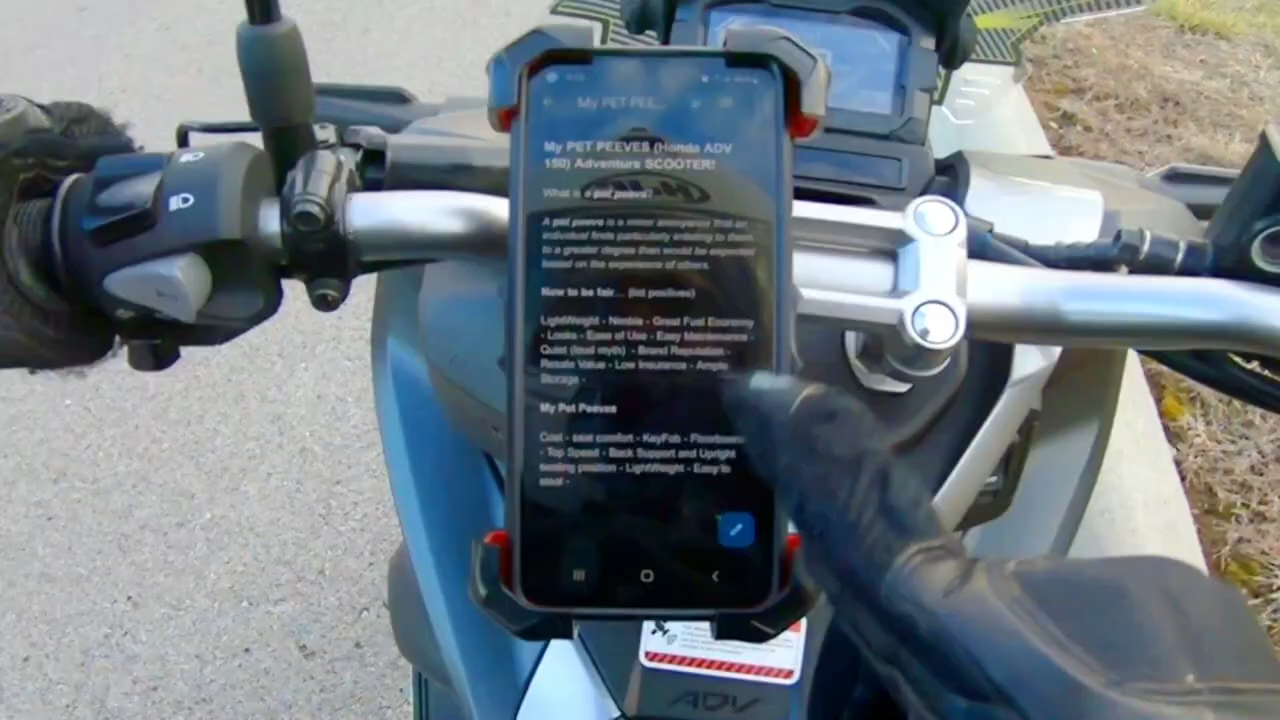 My PET PEE...
My PET PEEVES (Honda ADV
150) Adventure SCOOTER!
What is a pet peeve?
A pet peeve is a minor annoyance that an
individual finds particularly irritating to them
to a greater degree than would be expected
based on the experience of others.
Now to be fair... (list positives)
LightWeight - Nimble - Great Fuel Economy
- Looks - Ease of Use - Easy Maintenance -
Quiet (loud myth) - Brand Reputation -
Resale Value - Low Insurance - Ample
Storage -
My Pet Peeves
Cost - seat comfort - KeyFob - Floorboard
- Top Speed - Back Support and Upright
seating position - LightWeight - Easy to
steal -
ADV